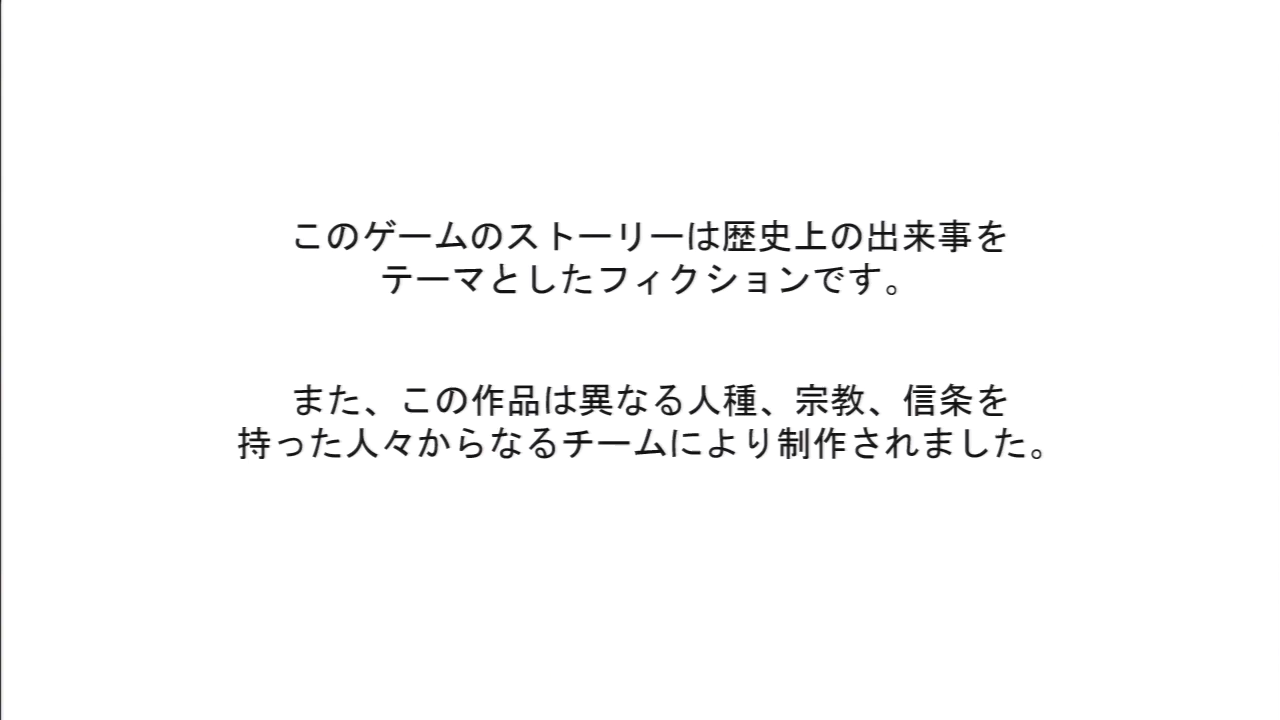 このゲームのストーリーは歴史上の出来事を
テーマとしたフィクションです。
また、この作品は異なる人種、宗教、信条を
持った人々からなるチームにより制作されました。